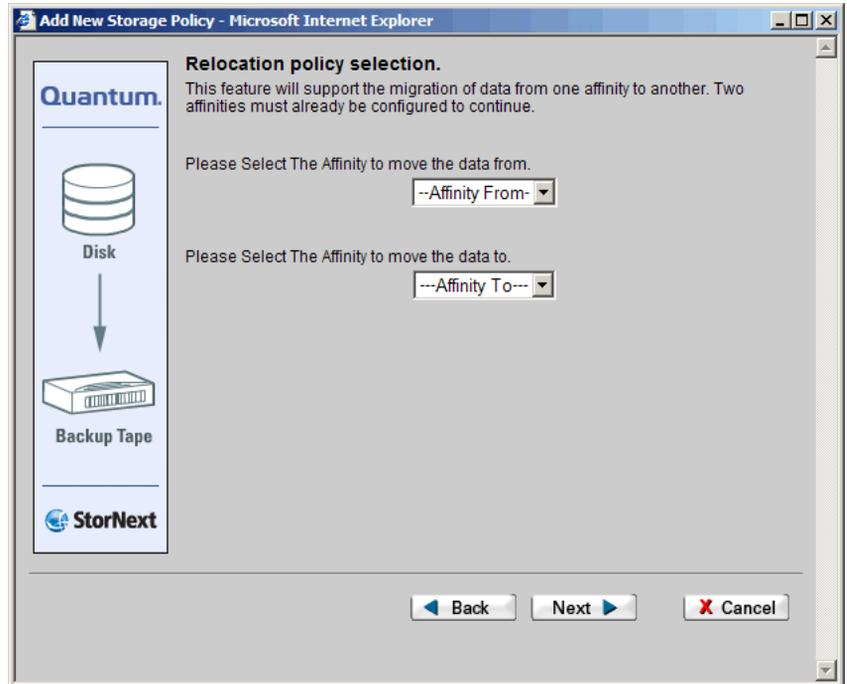 Add New Storage Policy - Microsoft Internet Explorer
Quantum.
Disk
Backup Tape
StorNext
Relocation policy selection.
This feature will support the migration of data from one affinity to another. Two
affinities must already be configured to continue.
Please Select The Affinity to move the data from.
--Affinity From-
Please Select The Affinity to move the data to.
---Affinity To---
Back
Next
X Cancel